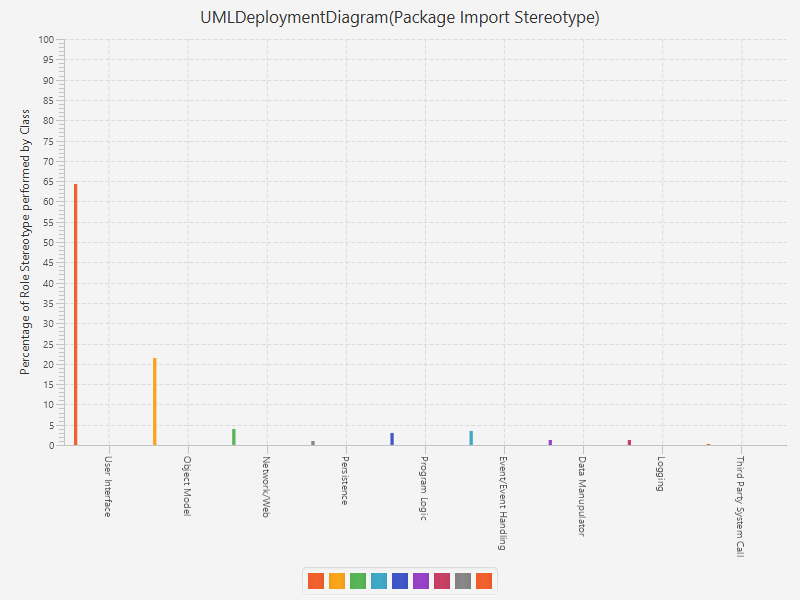 UMLDeploymentDiagram(Package Import Stereotype)
Percentage of Role Stereotype performed by Class
100
95
90
85
80
75
70
65
60
55
50
45
40
35
30
25
20
15
10
5
0
User Interface
Object Model
Network/Web
Persistence
Program Logic
Event/Event Handling
Data Manupulator
Logging
Third Party System Call